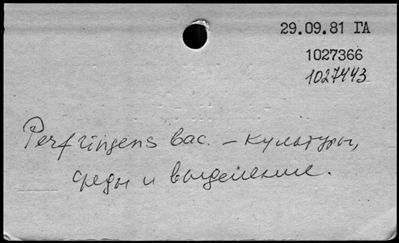 29.09.81 ГА
1027366
1027443
Perfringens bac. – культуры,
среды и выделение.